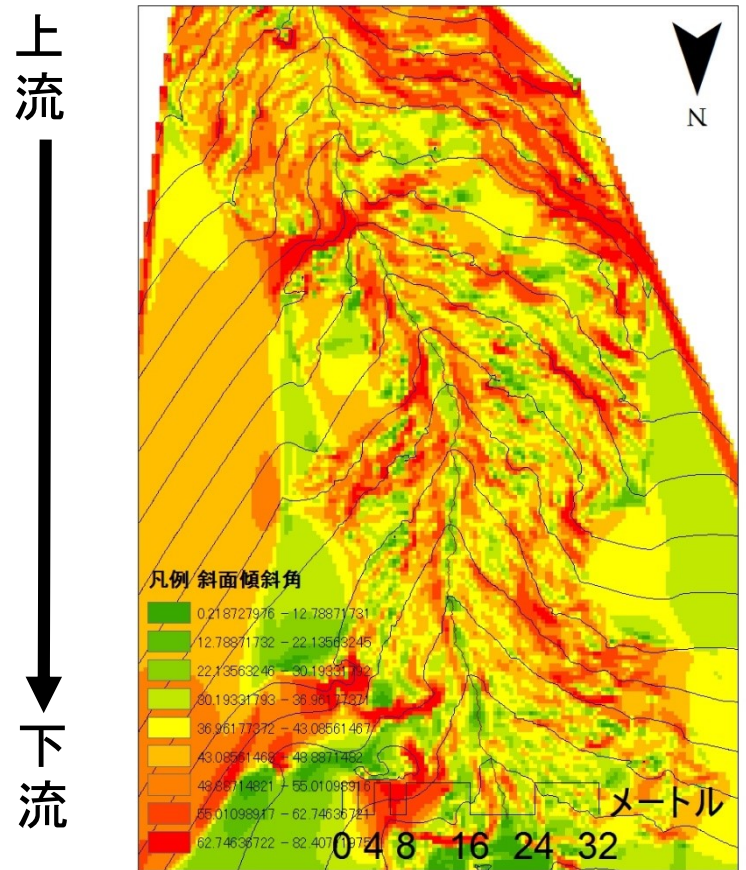 上流
下流
N
凡例 斜面傾斜角
0.218727976 - 12.78871731
12.78871732 - 22.13563245
22.13563246 - 30.19331792
30.19331793 - 36.96177371
36.96177372 - 43.08561467
43.08561468 - 48.8871482
48.88714821 - 55.01098916
55.01098917 - 62.74636721
62.74636722 - 82.40771975
メートル
0 4 8 16 24 32